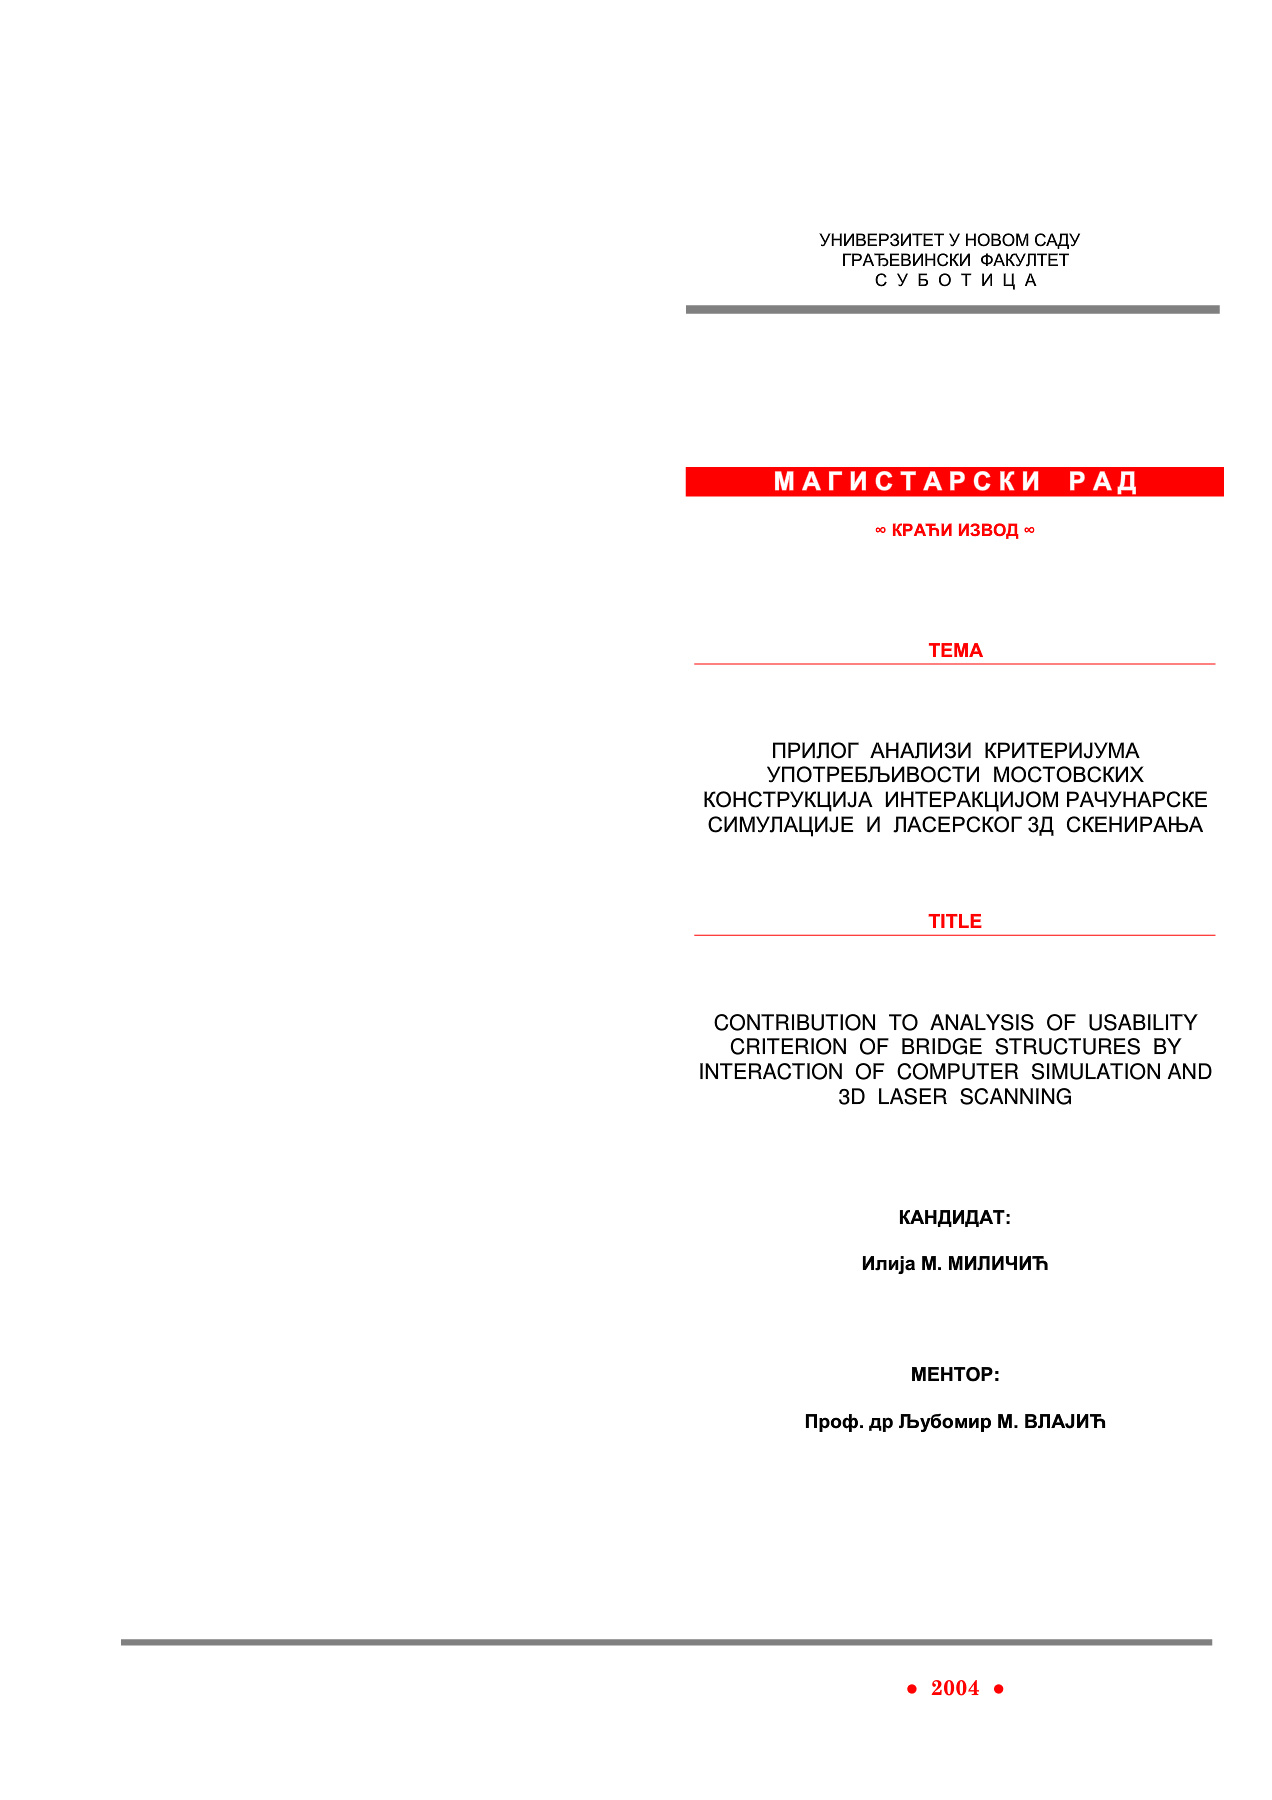 УНИВЕРЗИТЕТ У НОВОМ САДУ
ГРАЂЕВИНСКИ ФАКУЛТЕТ
С У Б О Т И Ц А
МАГИСТАРСКИ РАД
∞ КРАЋИ ИЗВОД ∞
ТЕМА
ПРИЛОГ АНАЛИЗИ КРИТЕРИЈУМА
УПОТРЕБЉИВОСТИ МОСТОВСКИХ
КОНСТРУКЦИЈА ИНТЕРАКЦИЈОМ РАЧУНАРСКЕ
СИМУЛАЦИЈЕ И ЛАСЕРСКОГ 3Д СКЕНИРАЊА
TITLE
CONTRIBUTION TO ANALYSIS OF USABILITY
CRITERION OF BRIDGE STRUCTURES BY
INTERACTION OF COMPUTER SIMULATION AND
3D LASER SCANNING
КАНДИДАТ:
Илија М. МИЛИЧИЋ
МЕНТОР:
Проф. др Љубомир М. ВЛАЈИЋ
• 2004 •